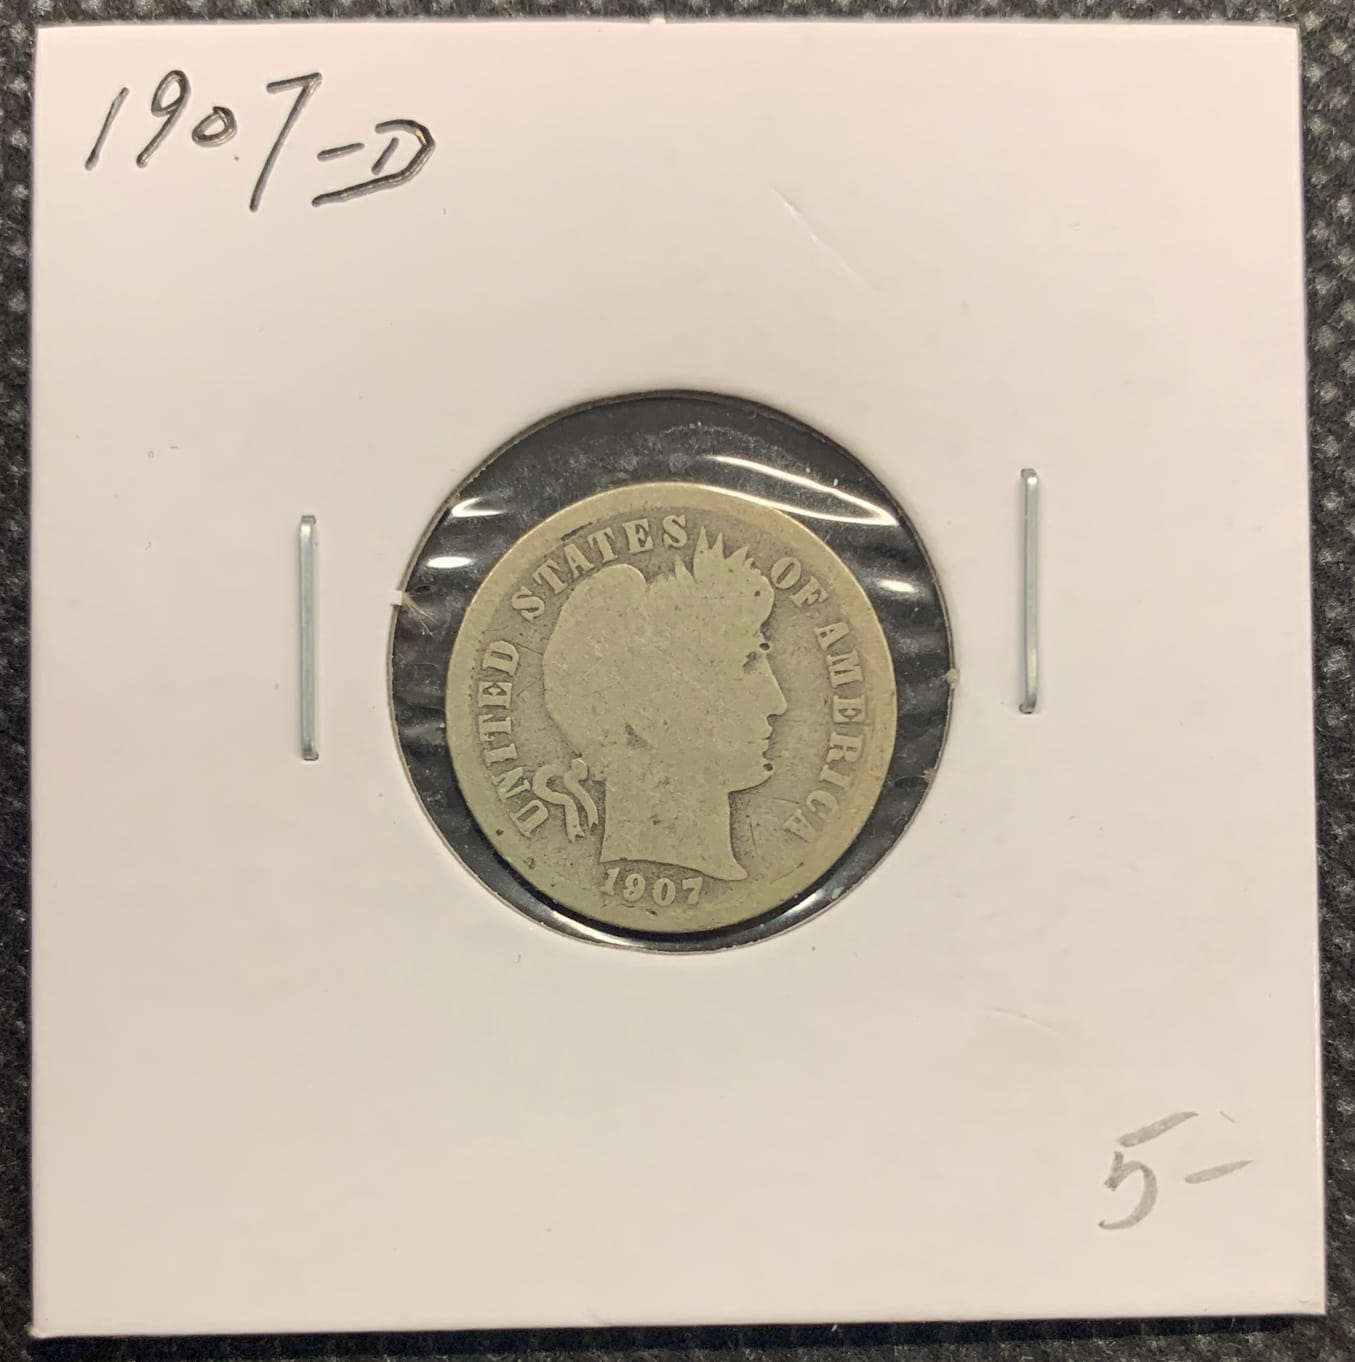 1907-D
UNITED STATES OF AMERICA
1907
5-